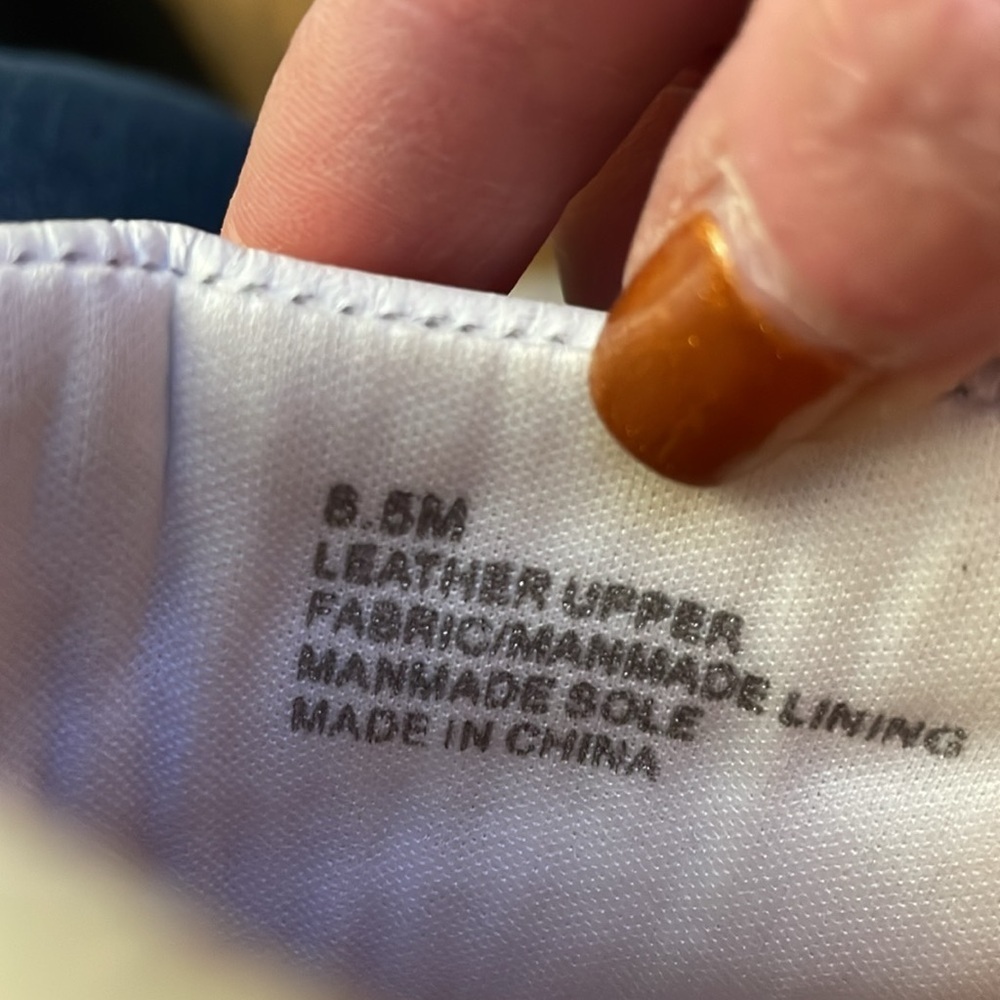 8.5M
LEATHER UPPER
FABRIC/MANMADE LINING
MANMADE SOLE
MADE IN CHINA